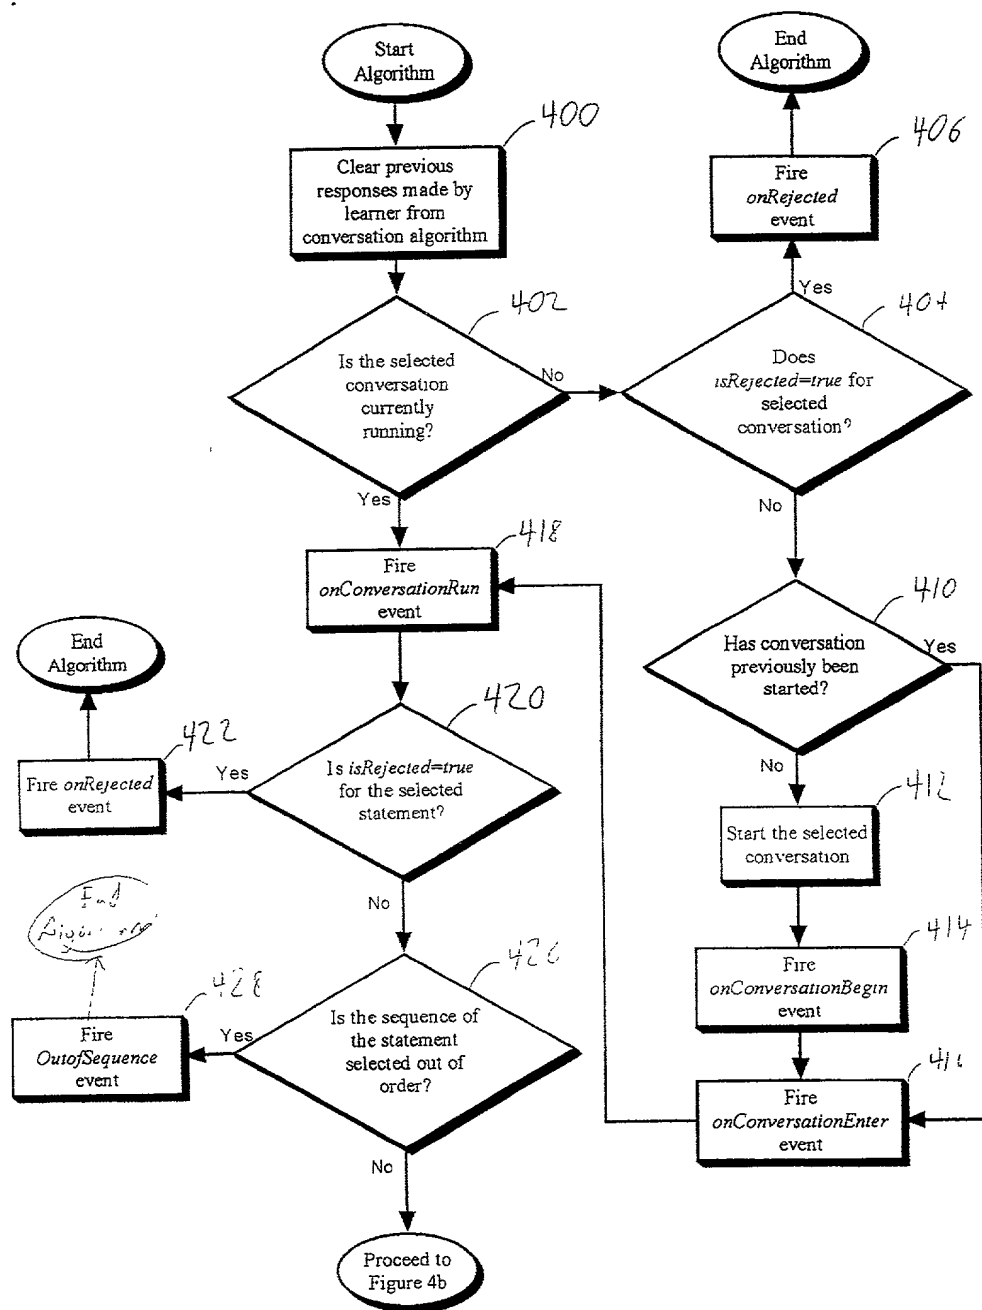 Start
Algorithm
400
Clear previous
responses made by
learner from
conversation algorithm
402
Is the selected
conversation
currently
running?
No
Yes
End
Algorithm
406
Fire
onRejected
event
Yes
404
Does
isRejected=true for
selected
conversation?
No
410
Has conversation
previously been
started?
Yes
No
412
Start the selected
conversation
414
Fire
onConversationBegin
event
416
Fire
onConversationEnter
event
418
Fire
onConversationRun
event
420
Is isRejected=true
for the selected
statement?
Yes
No
422
Fire onRejected
event
End
Algorithm
426
Is the sequence of
the statement
selected out of
order?
Yes
No
428
Fire
OutofSequence
event
End
Proceed to
Figure 4b